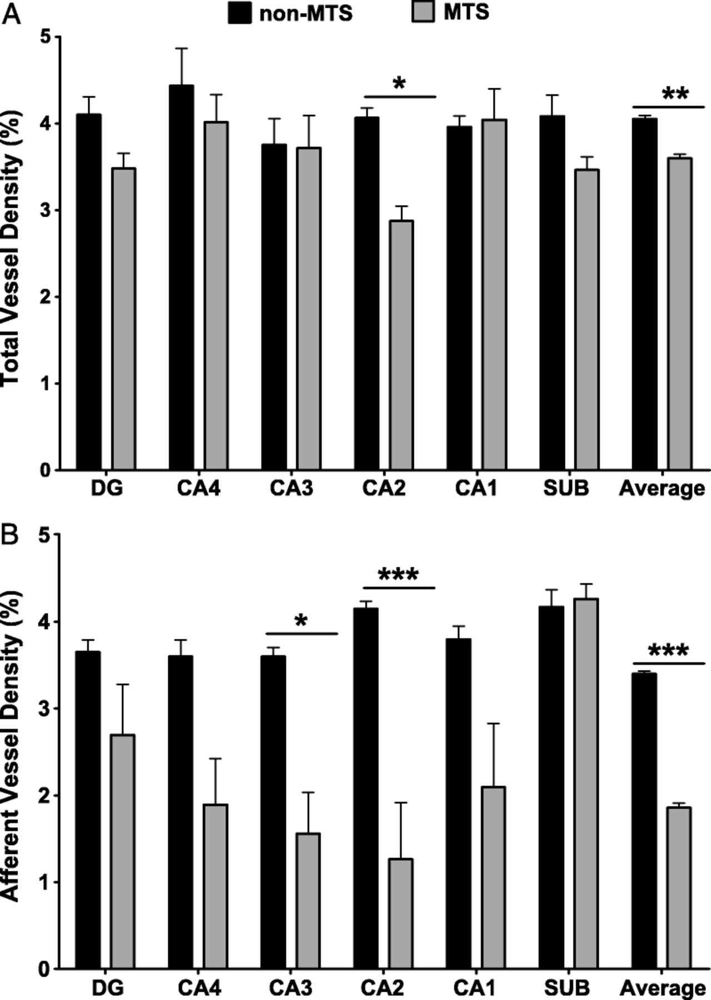 A
non-MTS MTS
Total Vessel Density (%)
5
4
3
2
1
0
*
**
DG CA4 CA3 CA2 CA1 SUB Average
B
Afferent Vessel Density (%)
5
4
3
2
1
0
*
***
***
DG CA4 CA3 CA2 CA1 SUB Average